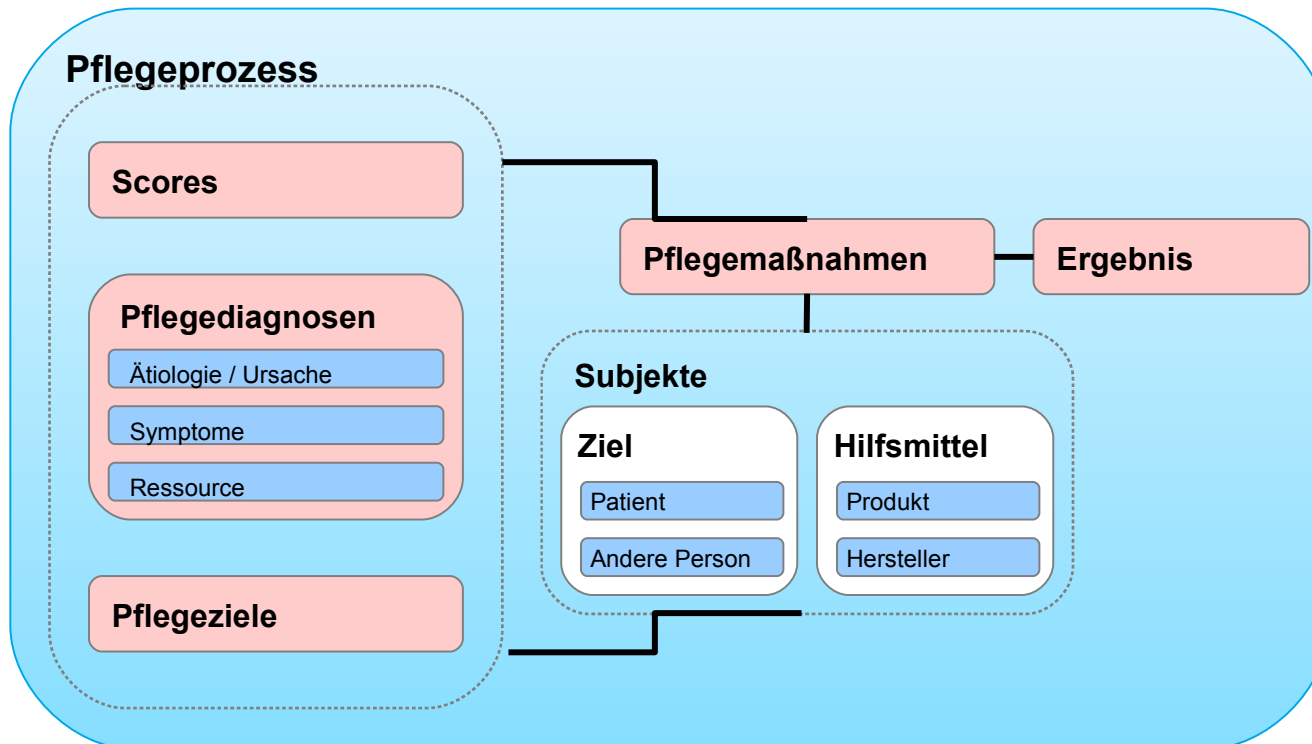 Pflegeprozess
Scores
Pflegediagnosen
Ätiologie / Ursache
Symptome
Ressource
Pflegeziele
Pflegemaßnahmen
Ergebnis
Subjekte
Ziel
Patient
Andere Person
Hilfsmittel
Produkt
Hersteller